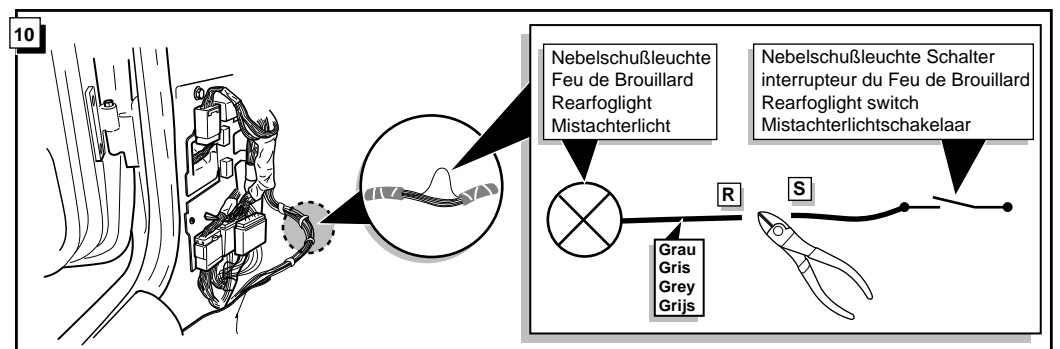 10
Nebelschußleuchte
Feu de Brouillard
Rearfoglight
Mistachterlicht
Nebelschußleuchte Schalter
interrupteur du Feu de Brouillard
Rearfoglight switch
Mistachterlichtschakelaar
R
S
Grau
Gris
Grey
Grijs